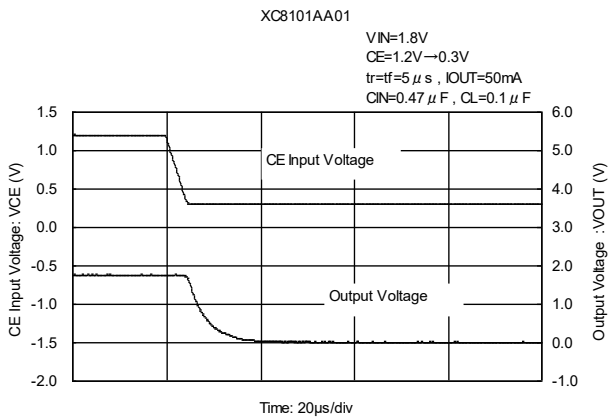 XC8101AA01
VIN=1.8V
CE=1.2V→0.3V
tr=tf=5μs , IOUT=50mA
CIN=0.47μF , CL=0.1μF
CE Input Voltage: VCE (V)
1.5
1.0
0.5
0.0
-0.5
-1.0
-1.5
-2.0
CE Input Voltage
Output Voltage
6.0
5.0
4.0
3.0
2.0
1.0
0.0
-1.0
Output Voltage :VOUT (V)
Time: 20μs/div